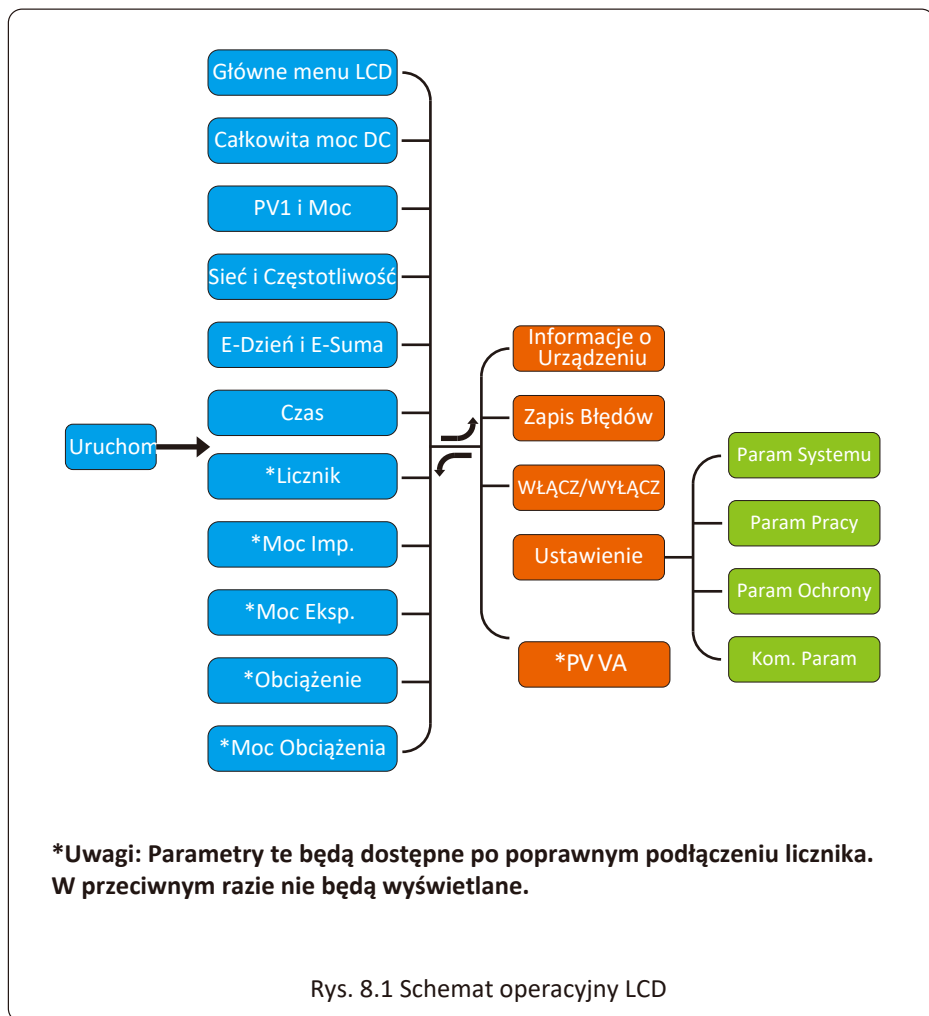 Główne menu LCD
Całkowita moc DC
PV1 i Moc
Sieć i Częstotliwość
E-Dzień i E-Suma
Czas
Uruchom
*Licznik
*Moc Imp.
*Moc Eksp.
*Obciążenie
*Moc Obciążenia
Informacje o
Urządzeniu
Zapis Błędów
WŁĄCZ/WYŁĄCZ
Ustawienie
*PV VA
Param Systemu
Param Pracy
Param Ochrony
Kom. Param
*Uwagi: Parametry te będą dostępne po poprawnym podłączeniu licznika.
W przeciwnym razie nie będą wyświetlane.
Rys. 8.1 Schemat operacyjny LCD